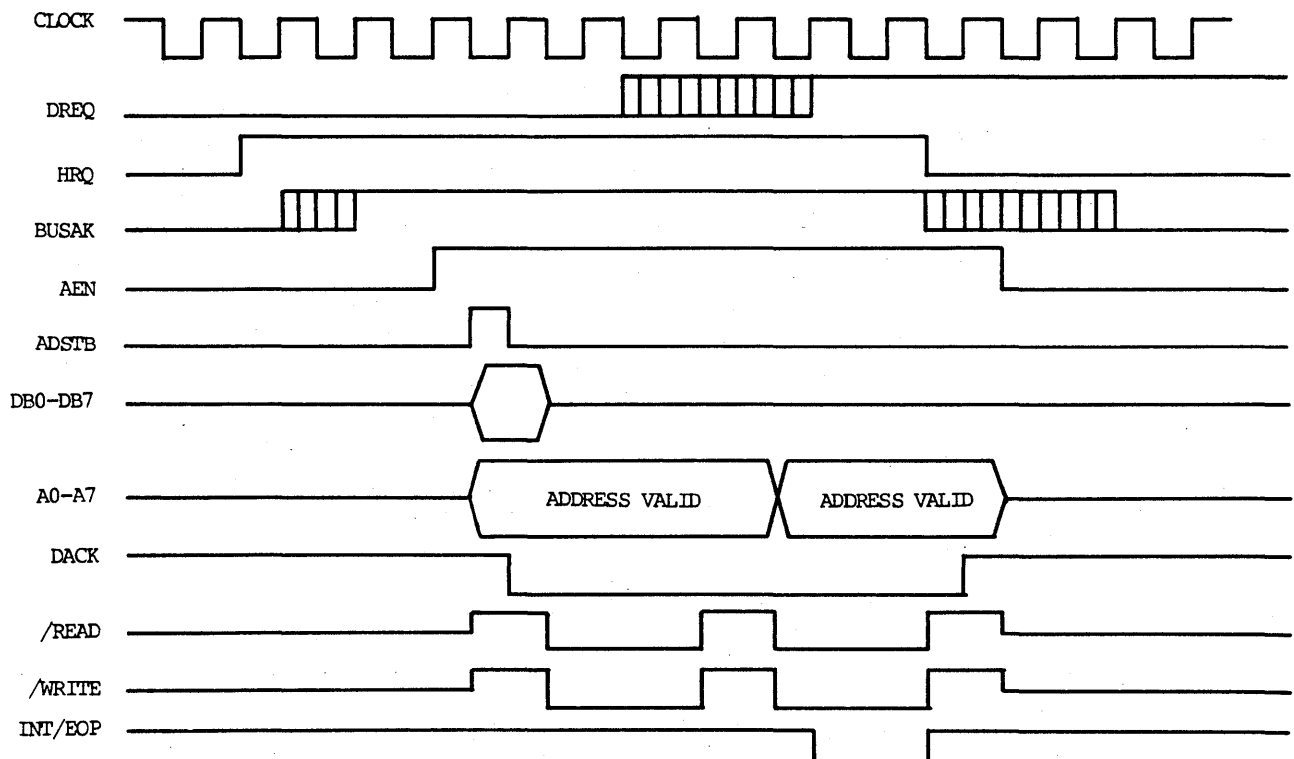 CLOCK
DREQ
HRQ
BUSAK
AEN
ADSTB
DB0-DB7
A0-A7 ADDRESS VALID ADDRESS VALID
DACK
/READ
/WRITE
INT/EOP